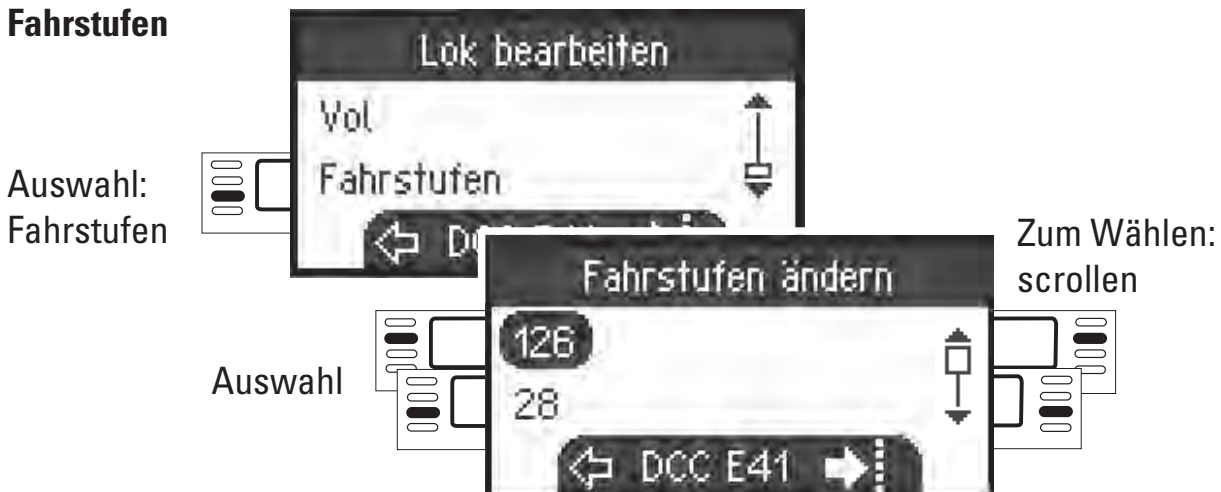 Fahrstufen
Lok bearbeiten
Vol
Auswahl:
Fahrstufen
Fahrstufen
Zum Wählen:
scrollen
Fahrstufen ändern
126
Auswahl
28
DCC E41